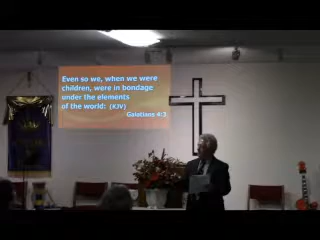 Even so we, when we were
children, were in bondage
under the elements
of the world: (KJV)
Galatians 4:3